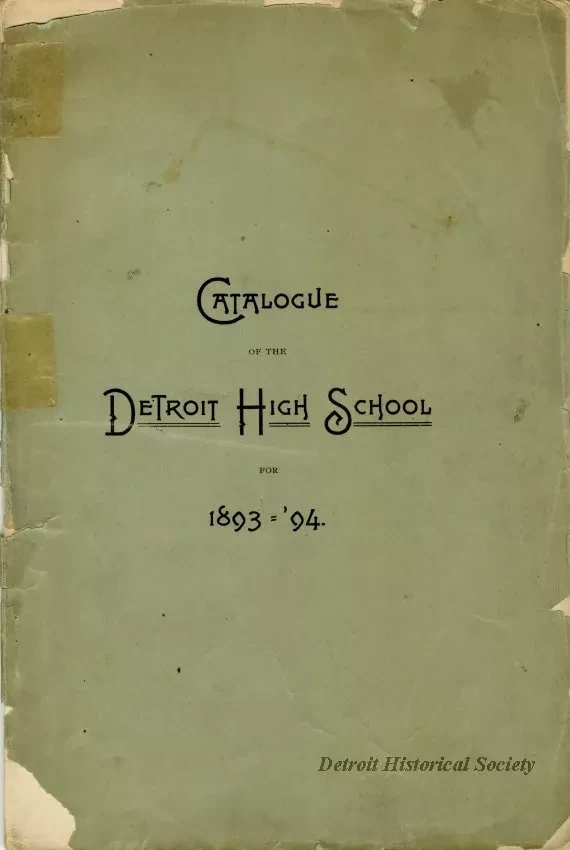 Catalogue
OF THE
Detroit High School
FOR
1893='94.
Detroit Historical Society